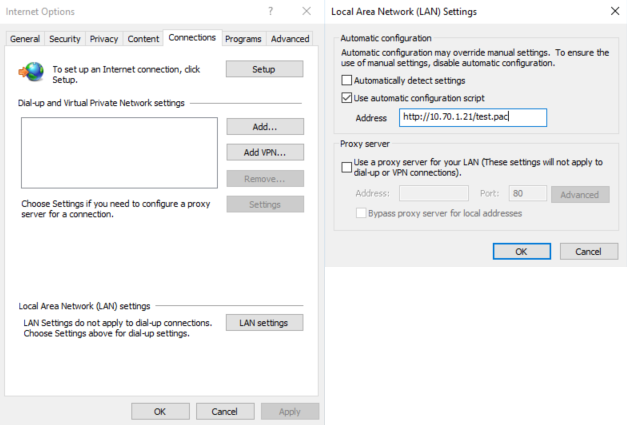 Internet Options
?
General Security Privacy Content Connections Programs Advanced
To set up an Internet connection, click
Setup.
Setup
Dial-up and Virtual Private Network settings
Add...
Add VPN...
Remove...
Choose Settings if you need to configure a proxy
server for a connection.
Settings
Local Area Network (LAN) settings
LAN Settings do not apply to dial-up connections.
Choose Settings above for dial-up settings.
LAN settings
OK Cancel Apply
Local Area Network (LAN) Settings
Automatic configuration
Automatic configuration may override manual settings. To ensure the
use of manual settings, disable automatic configuration.
Automatically detect settings
Use automatic configuration script
Address http://10.70.1.21/test.pac
Proxy server
Use a proxy server for your LAN (These settings will not apply to
dial-up or VPN connections).
Address: Port: 80 Advanced
Bypass proxy server for local addresses
OK Cancel